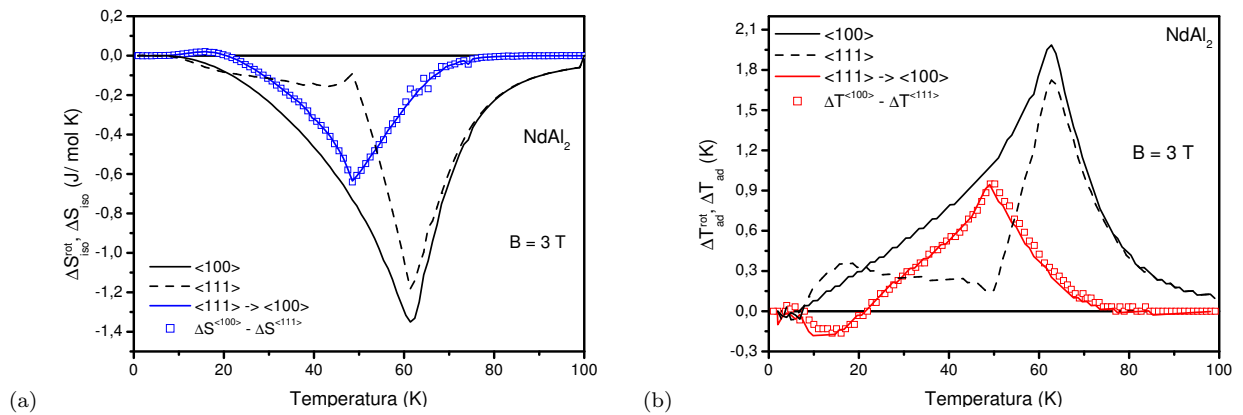 0,2
0,0
-0,2
-0,4
-0,6
-0,8
-1,0
-1,2
-1,4
ΔS^rot_iso, ΔS_iso (J/ mol K)
NdAl₂
B = 3 T
<100>
<111>
<111> -> <100>
ΔS^<100> - ΔS^<111>
0 20 40 60 80 100
Temperatura (K)
(a)
2,1
1,8
1,5
1,2
0,9
0,6
0,3
0,0
-0,3
ΔT^rot_ad, ΔT_ad (K)
<100>
<111>
<111> -> <100>
ΔT^<100> - ΔT^<111>
NdAl₂
B = 3 T
0 20 40 60 80 100
Temperatura (K)
(b)